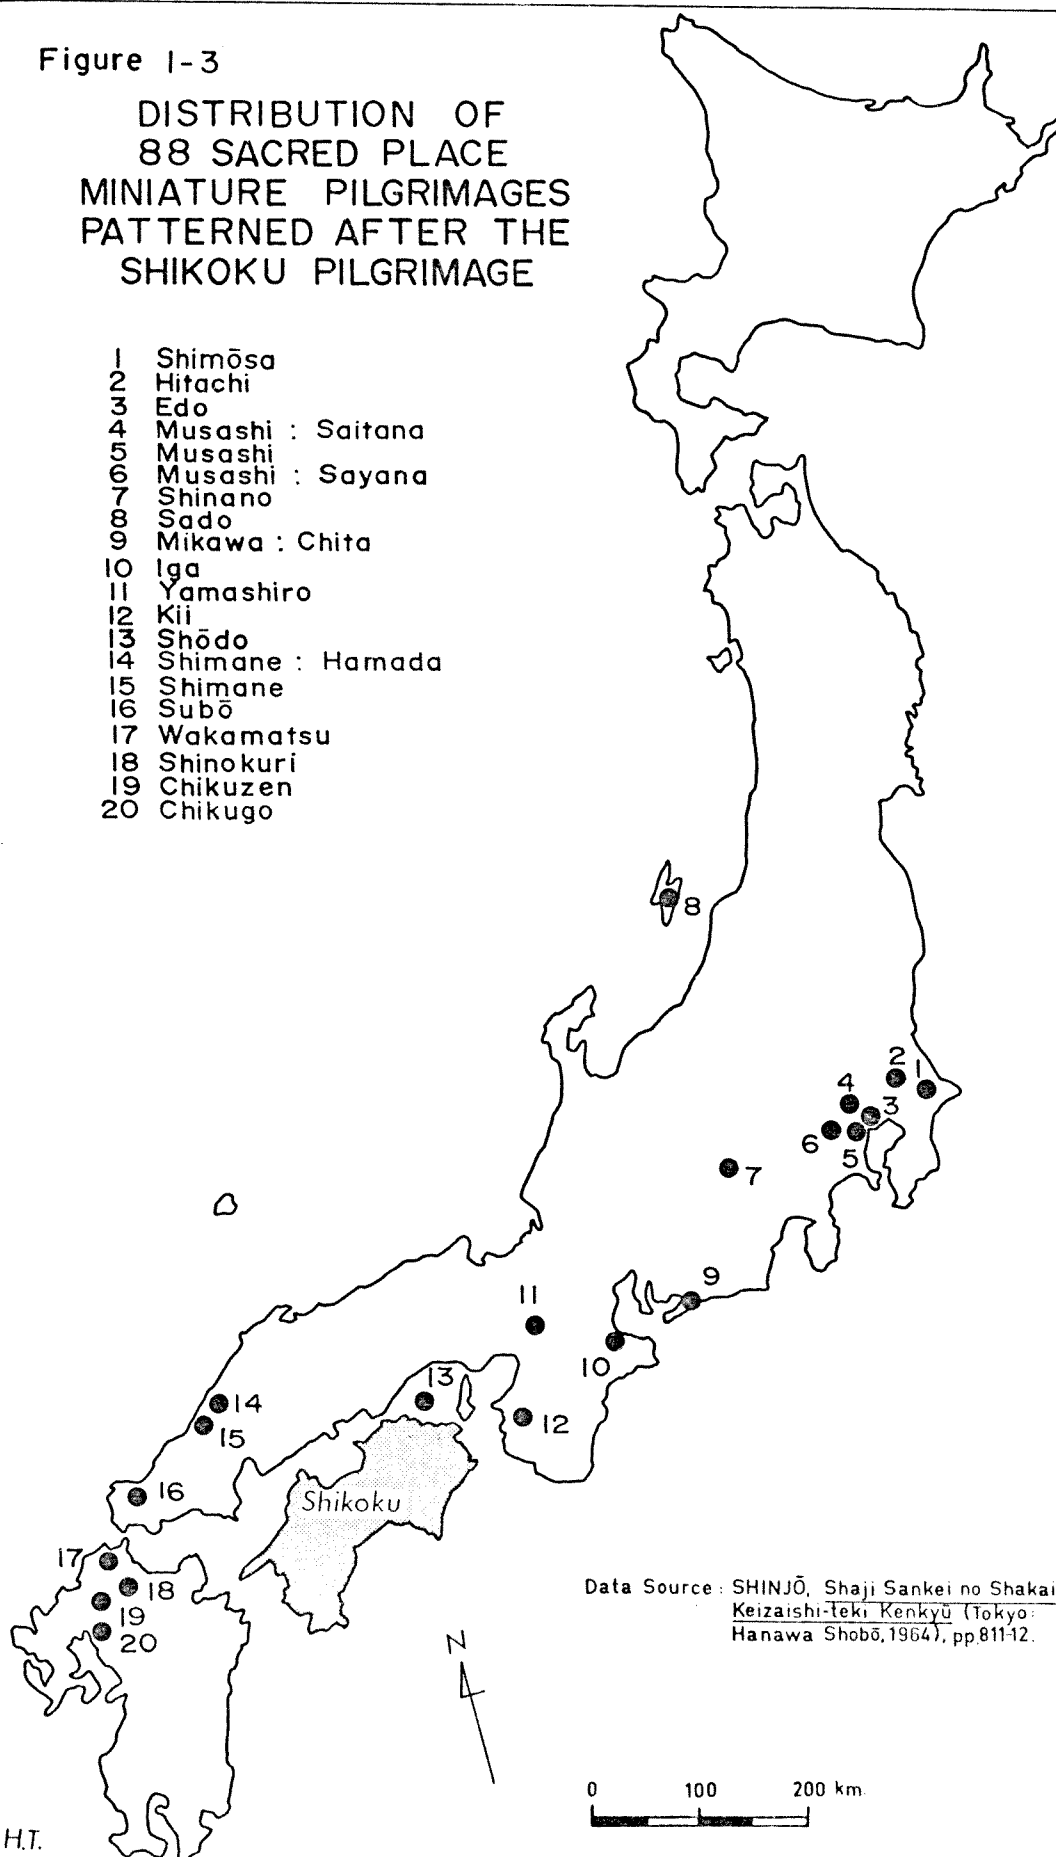 Figure 1-3
DISTRIBUTION OF
88 SACRED PLACE
MINIATURE PILGRIMAGES
PATTERNED AFTER THE
SHIKOKU PILGRIMAGE
1 Shimōsa
2 Hitachi
3 Edo
4 Musashi : Saitana
5 Musashi
6 Musashi : Sayana
7 Shinano
8 Sado
9 Mikawa : Chita
10 Iga
11 Yamashiro
12 Kii
13 Shōdo
14 Shimane : Hamada
15 Shimane
16 Subō
17 Wakamatsu
18 Shinokuri
19 Chikuzen
20 Chikugo
8
2
1
4
3
6
5
7
9
11
10
13
14
12
15
16
Shikoku
17
18
19
20
Data Source : SHINJŌ, Shaji Sankei no Shakai
Keizaishi-teki Kenkyū (Tokyo:
Hanawa Shobō, 1964), pp.811-12.
N
0 100 200 km.
H.T.